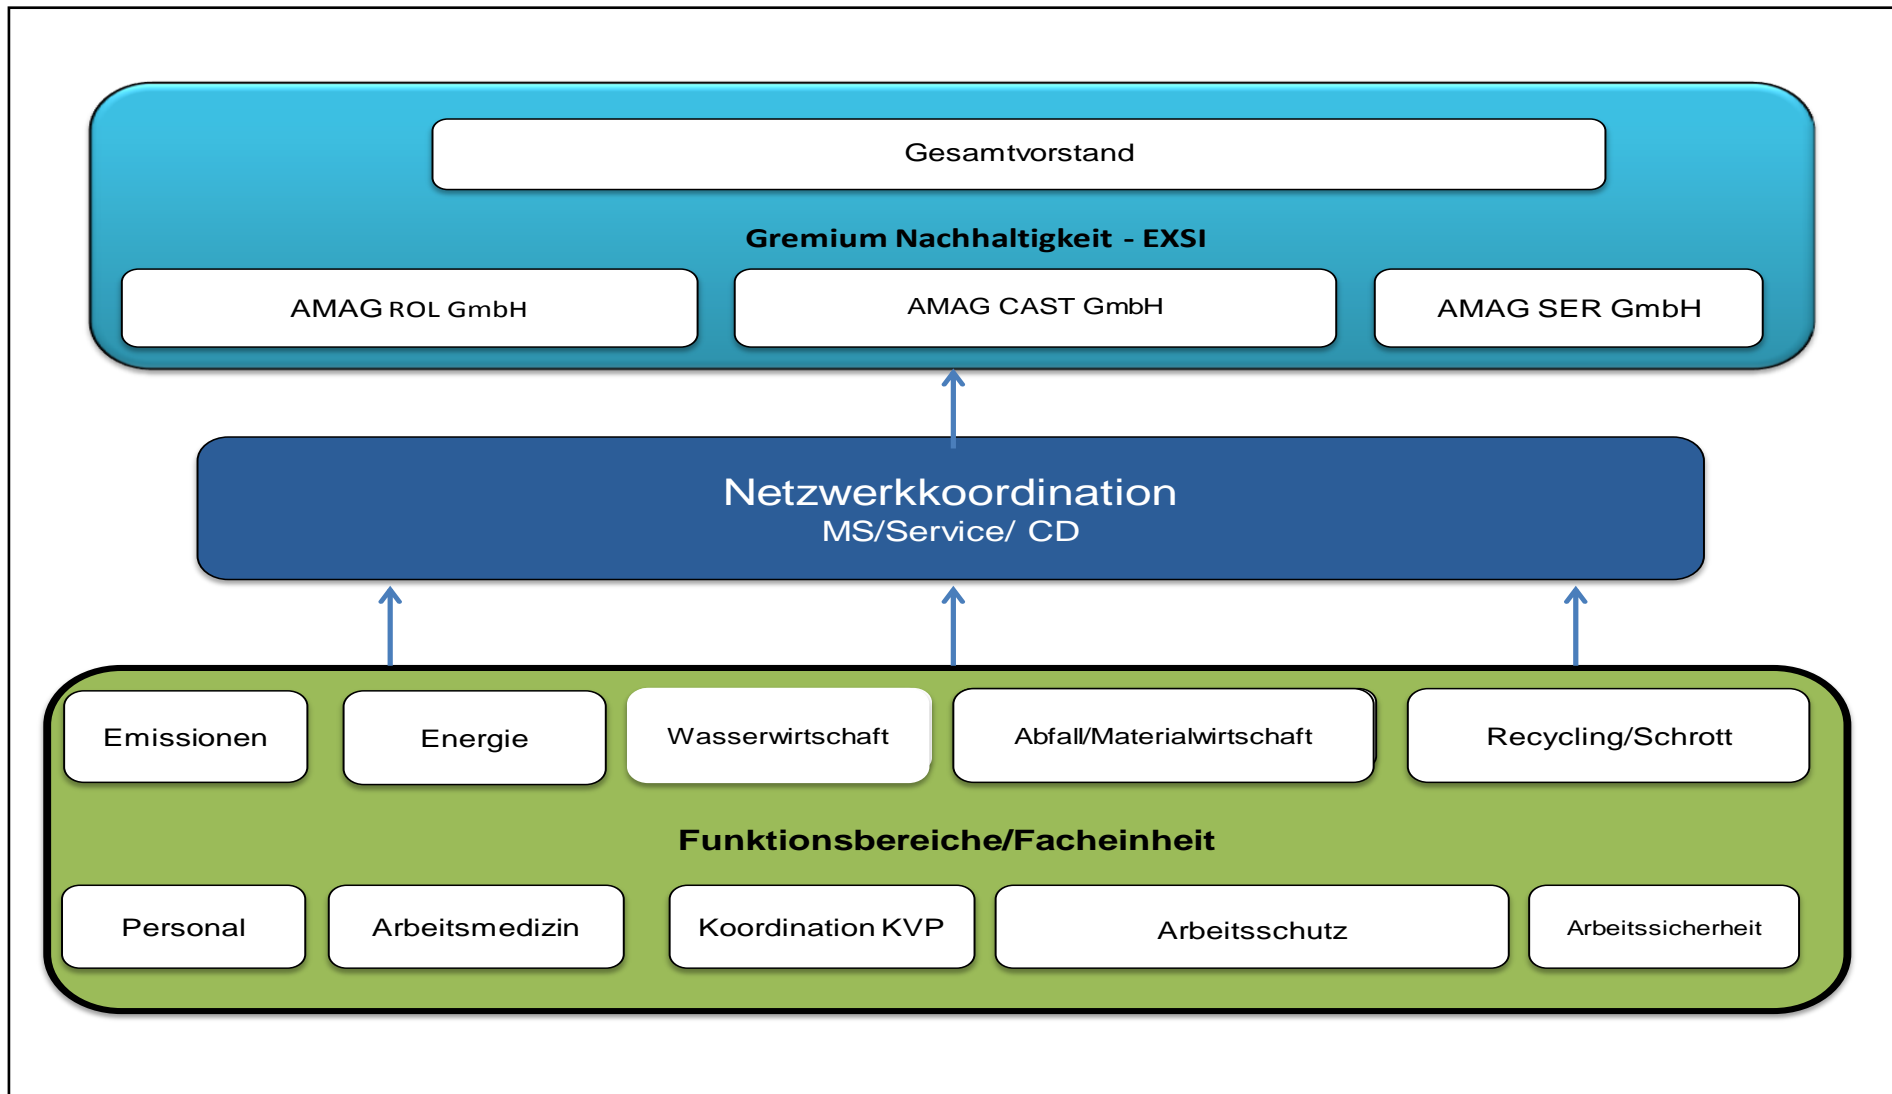 Gesamtvorstand
Gremium Nachhaltigkeit - EXSI
AMAG ROL GmbH
AMAG CAST GmbH
AMAG SER GmbH
Netzwerkkoordination
MS/Service/ CD
Emissionen
Energie
Wasserwirtschaft
Abfall/Materialwirtschaft
Recycling/Schrott
Funktionsbereiche/Facheinheit
Personal
Arbeitsmedizin
Koordination KVP
Arbeitsschutz
Arbeitssicherheit